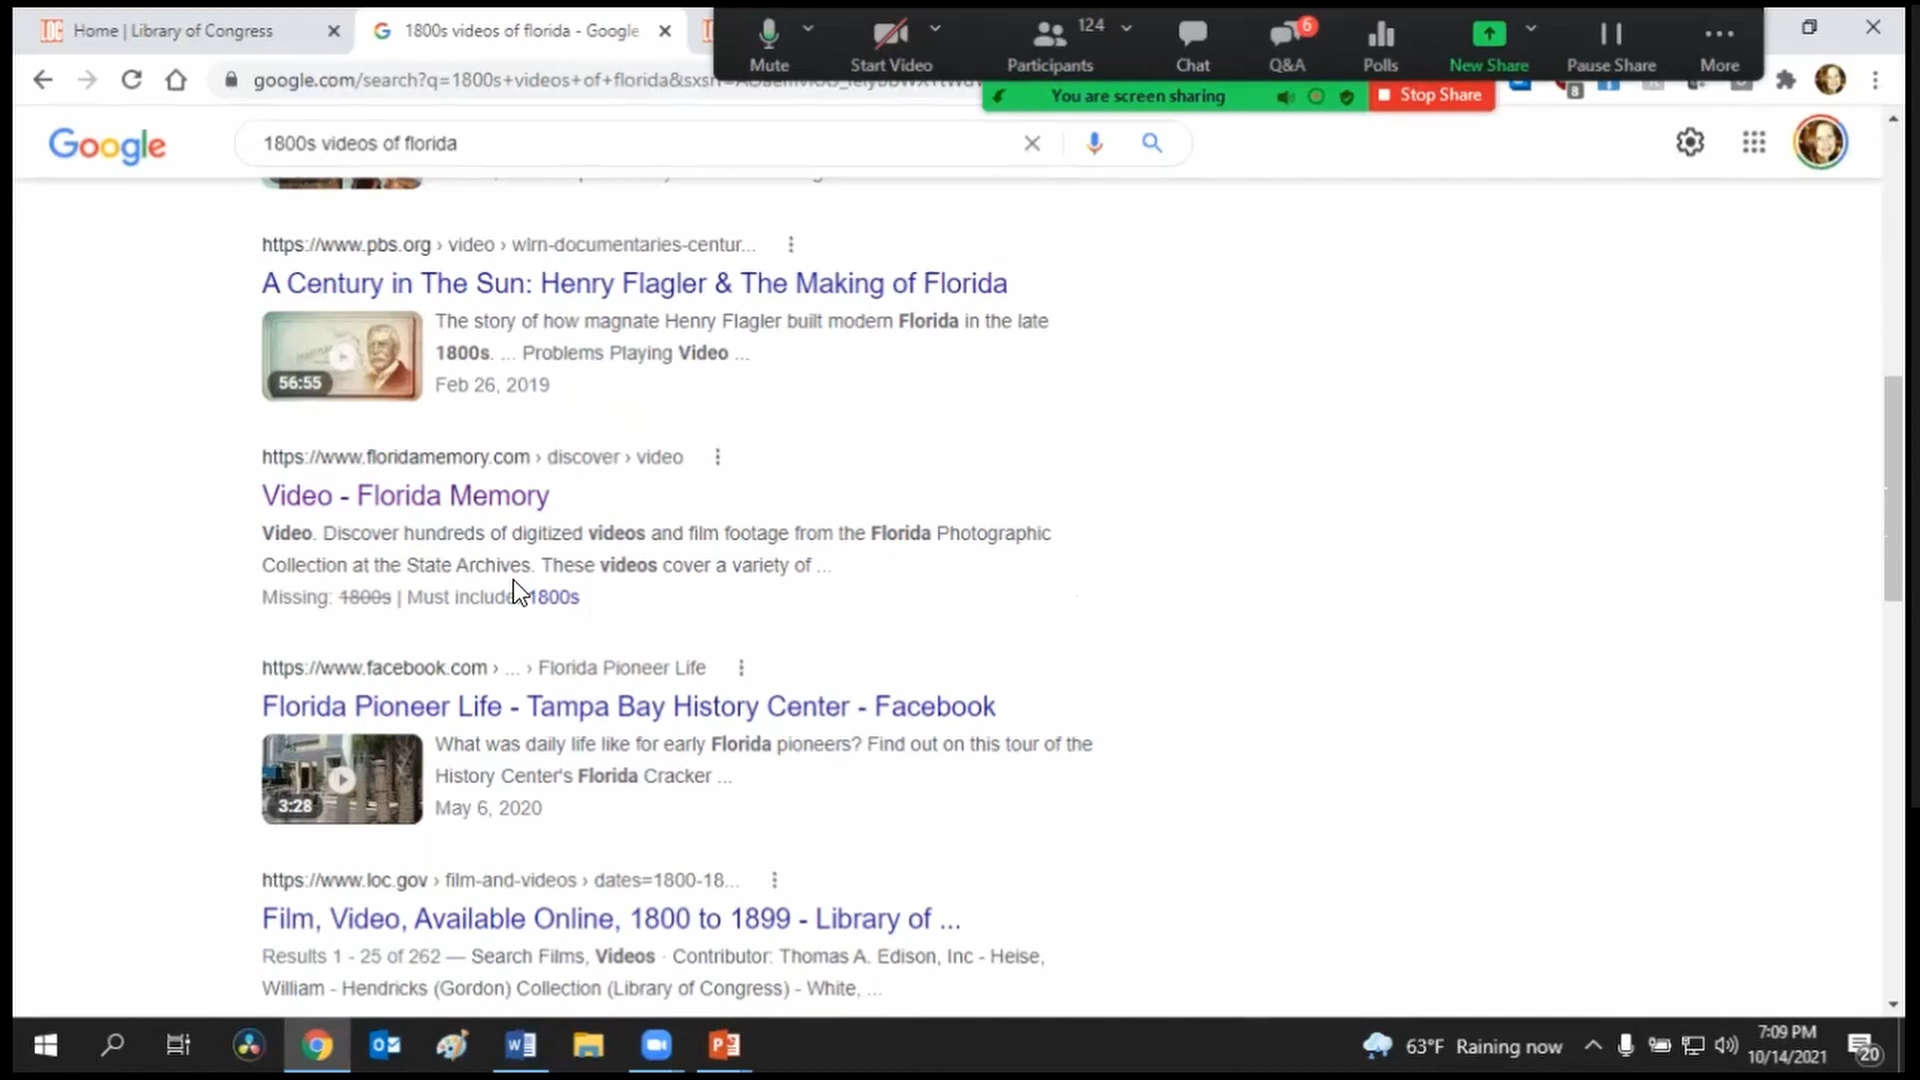 Home | Library of Congress
1800s videos of florida - Google
Mute
Start Video
124
Participants
Chat
6
Q&A
Polls
New Share
Pause Share
More
google.com/search?q=1800s+videos+of+florida&sxsrf=
You are screen sharing
Stop Share
8
Google
1800s videos of florida
https://www.pbs.org › video › wlrn-documentaries-centur...
A Century in The Sun: Henry Flagler & The Making of Florida
The story of how magnate Henry Flagler built modern Florida in the late
1800s. ... Problems Playing Video ...
56:55
Feb 26, 2019
https://www.floridamemory.com › discover › video
Video - Florida Memory
Video. Discover hundreds of digitized videos and film footage from the Florida Photographic
Collection at the State Archives. These videos cover a variety of ...
Missing: 1800s | Must include 1800s
https://www.facebook.com › ... › Florida Pioneer Life
Florida Pioneer Life - Tampa Bay History Center - Facebook
What was daily life like for early Florida pioneers? Find out on this tour of the
History Center's Florida Cracker ...
3:28
May 6, 2020
https://www.loc.gov › film-and-videos › dates=1800-18...
Film, Video, Available Online, 1800 to 1899 - Library of ...
Results 1 - 25 of 262 — Search Films, Videos · Contributor: Thomas A. Edison, Inc - Heise,
William - Hendricks (Gordon) Collection (Library of Congress) - White, ...
63°F Raining now
7:09 PM
10/14/2021
20